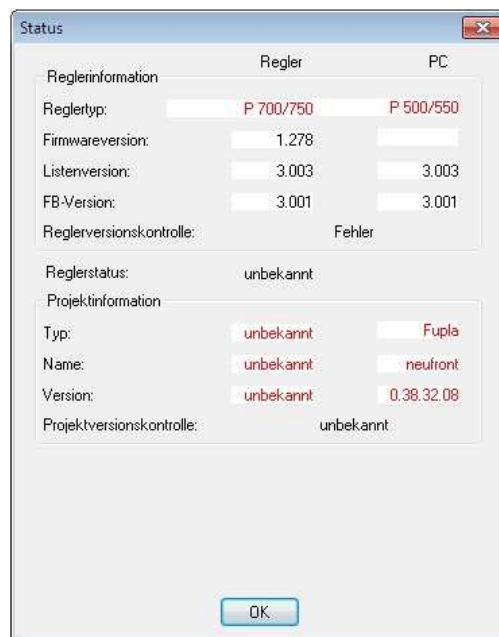 Status
Regler PC
Reglerinformation
Reglertyp: P 700/750 P 500/550
Firmwareversion: 1.278
Listenversion: 3.003 3.003
FB-Version: 3.001 3.001
Reglerversionskontrolle: Fehler
Reglerstatus: unbekannt
Projektinformation
Typ: unbekannt Fupla
Name: unbekannt neufront
Version: unbekannt 0.38.32.08
Projektversionskontrolle: unbekannt
OK